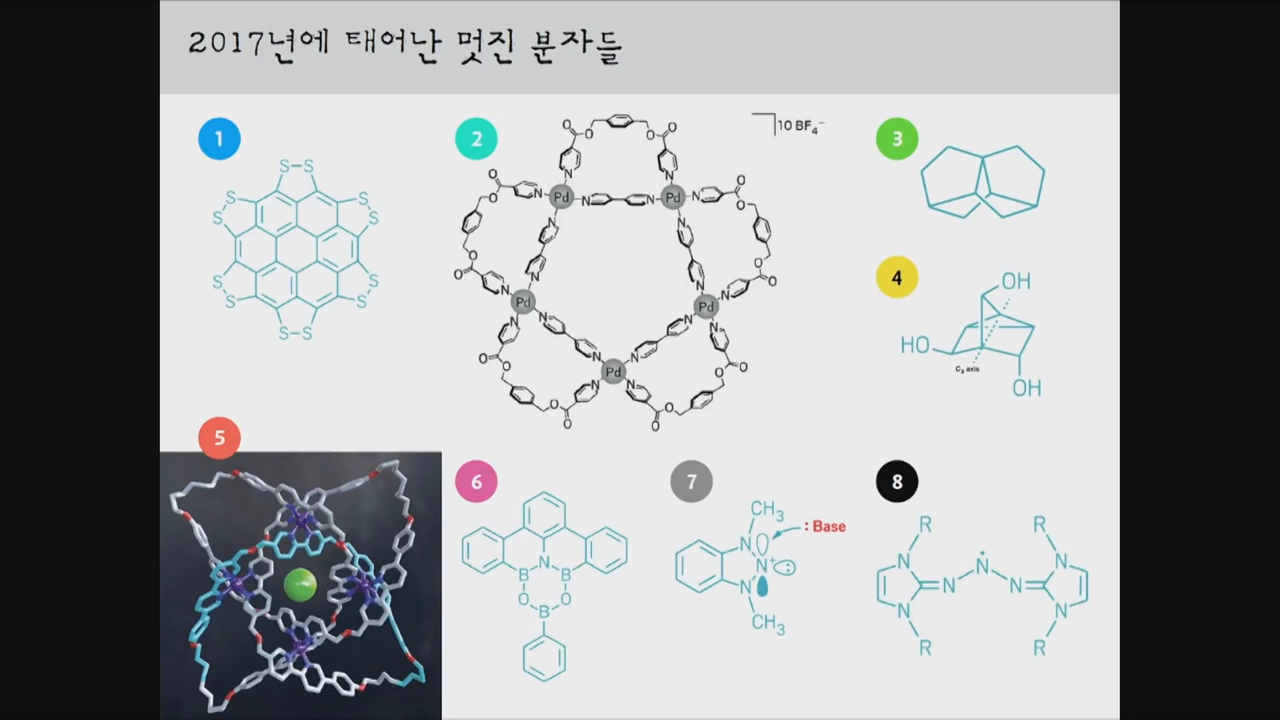 2017년에 태어난 멋진 분자들
1
S-S
S S
S S
S S
S S
S-S
2
10 BF₄⁻
O O O O
N N
O O N Pd N N Pd N O O
N N
N N
O O N Pd Pd N O O
N N N N
O O N Pd N O O
N N
O O O O
3
4
OH
HO
C₃ axis
OH
5
6
N
B B
O O
B
7
CH₃
: Base
N
N⁺
:
N
CH₃
8
R R
N N N
N N
N N
R R